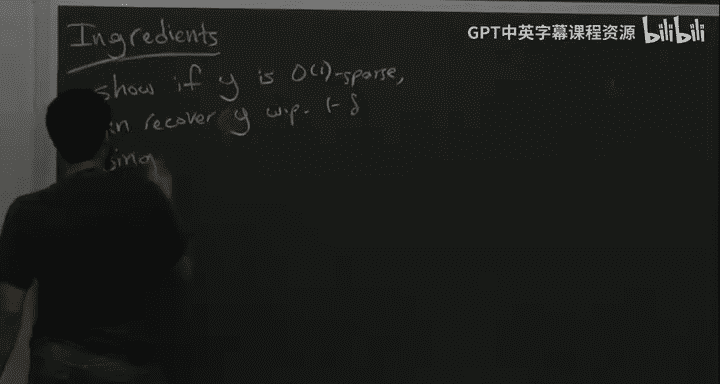 Ingredients
GPT中英字幕课程资源 bilibili
show if y is O(1)-sparse,
recover y w.p. 1-δ